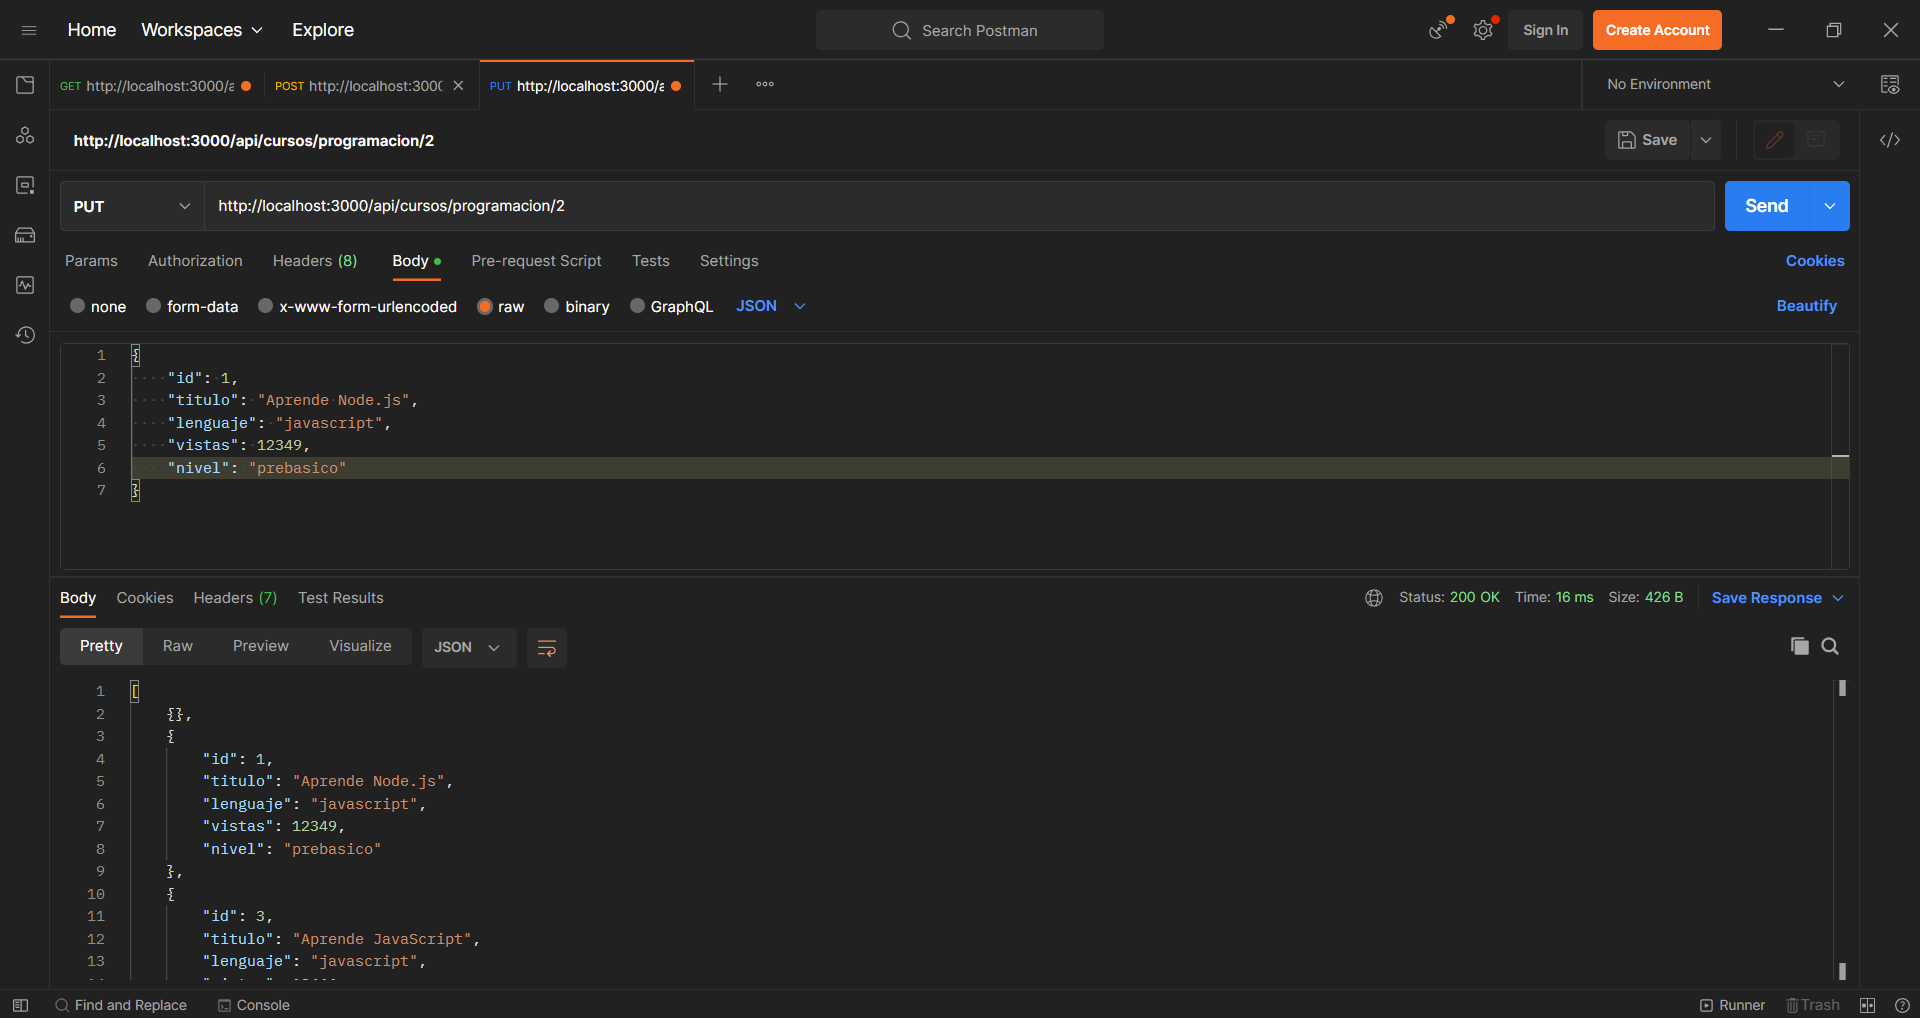 Home Workspaces Explore Search Postman Sign In Create Account
GET http://localhost:3000/a POST http://localhost:300( PUT http://localhost:3000/a No Environment
http://localhost:3000/api/cursos/programacion/2 Save
PUT http://localhost:3000/api/cursos/programacion/2 Send
Params Authorization Headers (8) Body Pre-request Script Tests Settings Cookies
none form-data x-www-form-urlencoded raw binary GraphQL JSON Beautify
1 {
2 "id": 1,
3 "titulo": "Aprende Node.js",
4 "lenguaje": "javascript",
5 "vistas": 12349,
6 "nivel": "prebasico"
7 }
Body Cookies Headers (7) Test Results Status: 200 OK Time: 16 ms Size: 426 B Save Response
Pretty Raw Preview Visualize JSON
1 [
2 {},
3 {
4 "id": 1,
5 "titulo": "Aprende Node.js",
6 "lenguaje": "javascript",
7 "vistas": 12349,
8 "nivel": "prebasico"
9 },
10 {
11 "id": 3,
12 "titulo": "Aprende JavaScript",
13 "lenguaje": "javascript",
Find and Replace Console Runner Trash